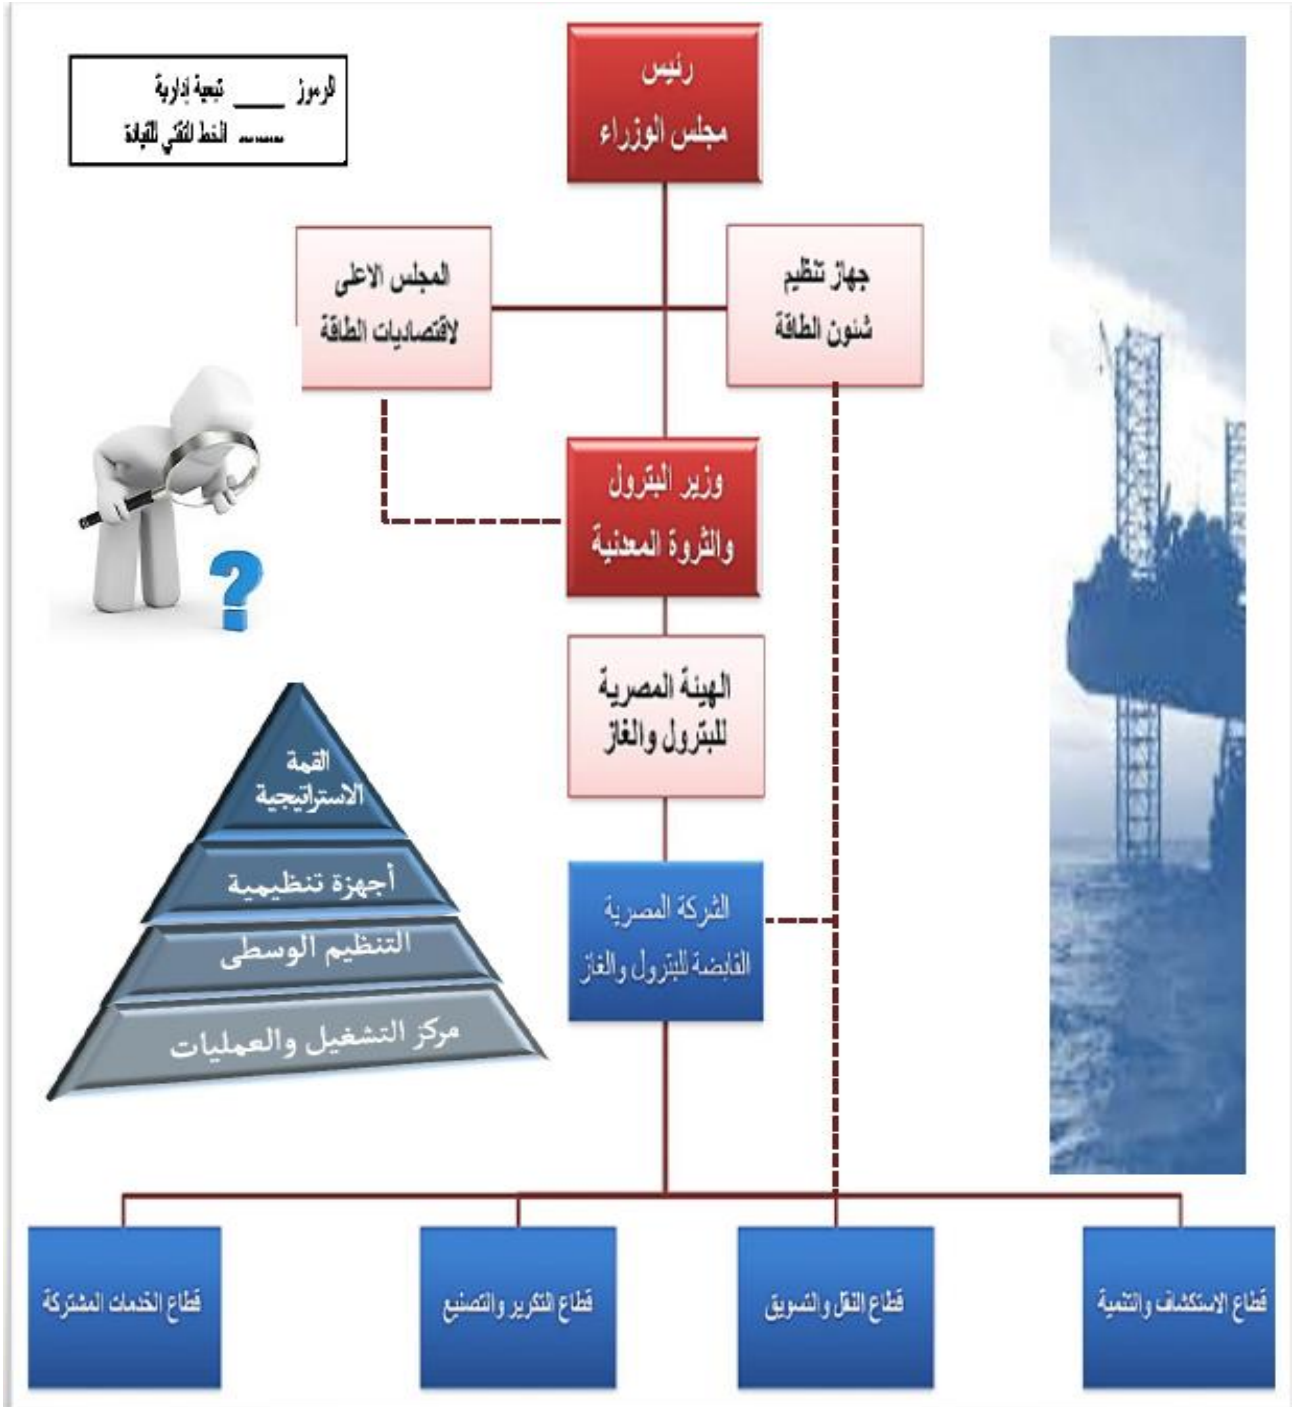 الرموز ____ تبعية إدارية
-------- الخط التقني للقيادة
رئيس
مجلس الوزراء
جهاز تنظيم
شئون الطاقة
المجلس الاعلى
لاقتصاديات الطاقة
وزير البترول
والثروة المعدنية
الهيئة المصرية
للبترول والغاز
القمة
الاستراتيجية
أجهزة تنظيمية
التنظيم الوسطى
مركز التشغيل والعمليات
الشركة المصرية
القابضة للبترول والغاز
قطاع الاستكشاف والتنمية
قطاع النقل والتسويق
قطاع التكرير والتصنيع
قطاع الخدمات المشتركة